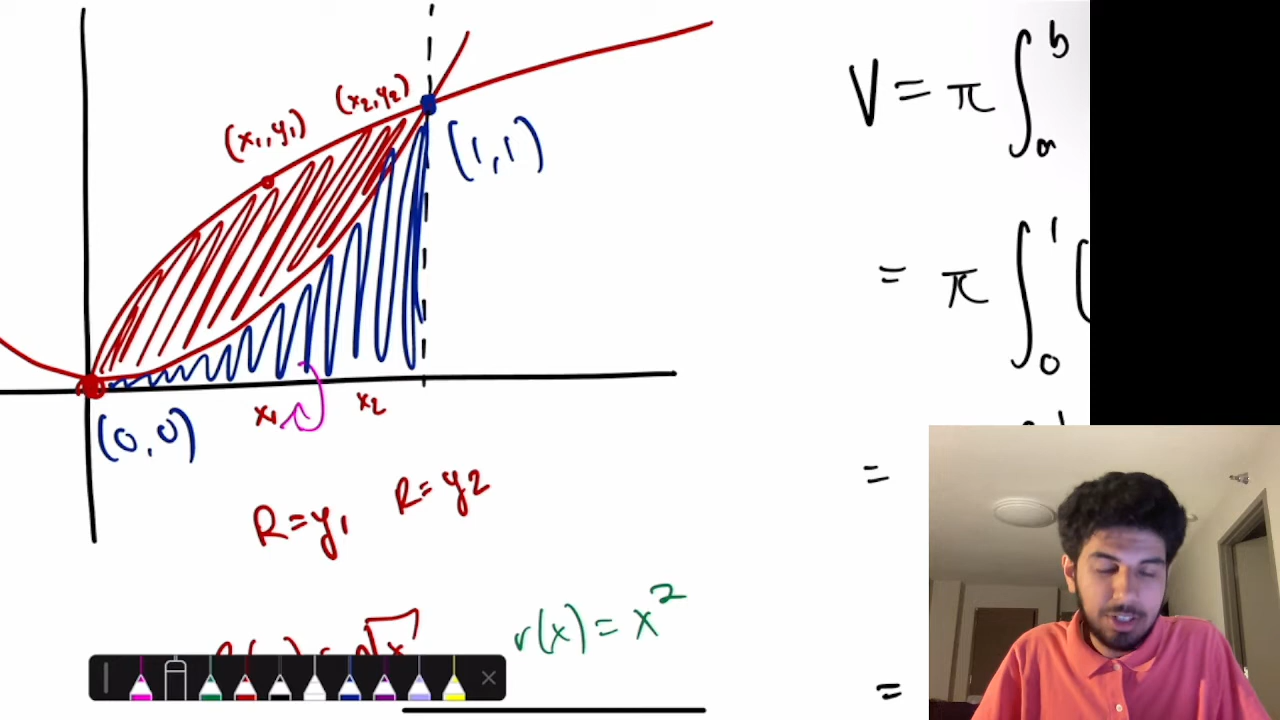 (x₂,y₂)
(x₁,y₁)
(1,1)
(0,0)
x₁
x₂
R=y₁
R=y₂
r(x)=x²
V=π∫ₐᵇ
=π∫₀¹(
=
=